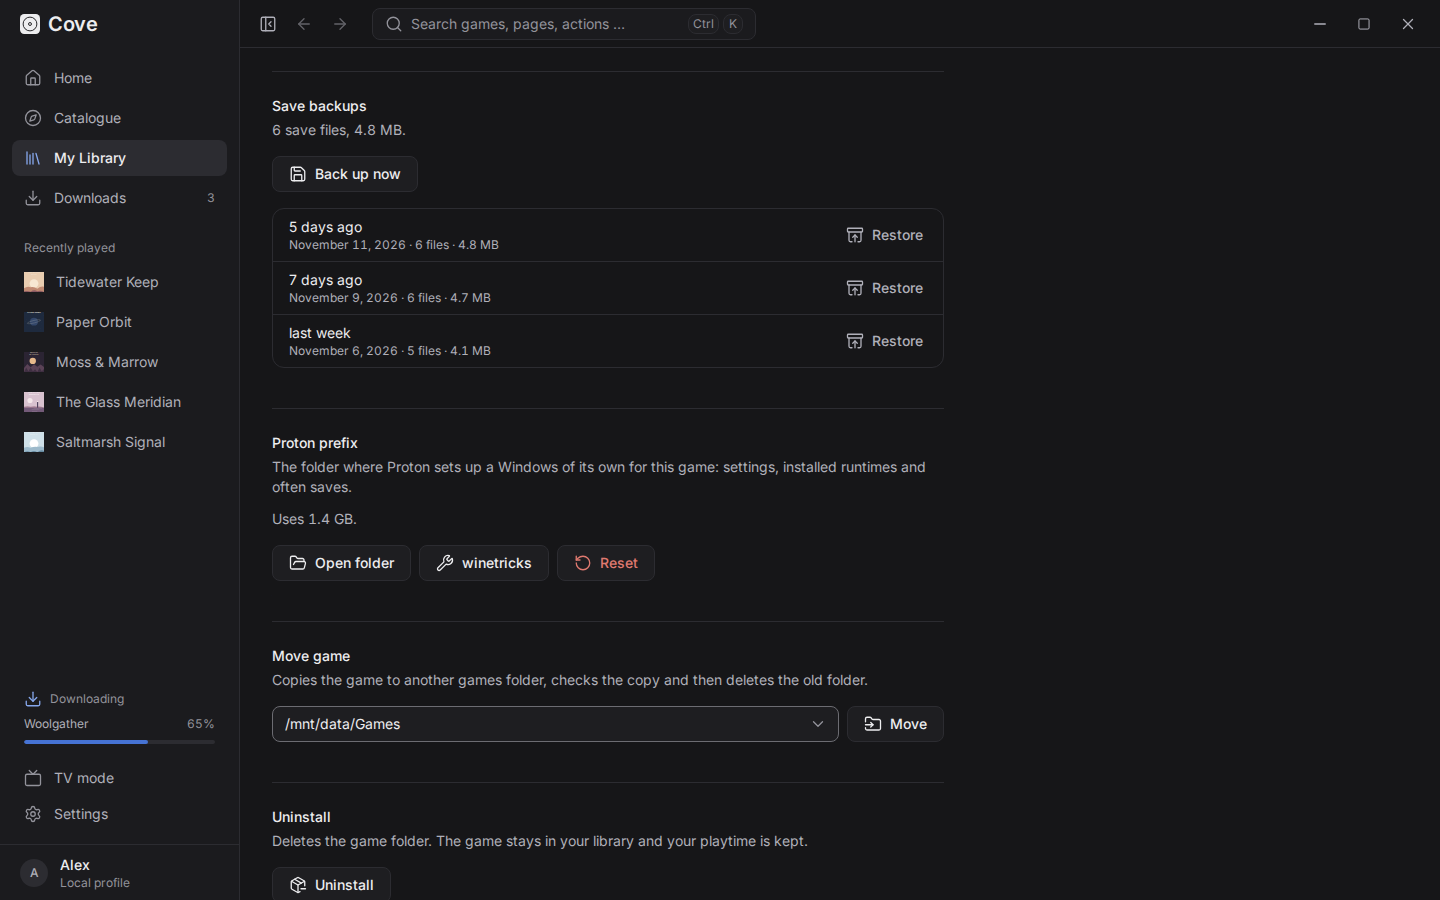 Cove
Search games, pages, actions ...
Ctrl
K
Home
Catalogue
My Library
Downloads
3
Recently played
Tidewater Keep
Paper Orbit
Moss & Marrow
The Glass Meridian
Saltmarsh Signal
Downloading
Woolgather
65%
TV mode
Settings
A
Alex
Local profile
Save backups
6 save files, 4.8 MB.
Back up now
5 days ago
November 11, 2026 · 6 files · 4.8 MB
Restore
7 days ago
November 9, 2026 · 6 files · 4.7 MB
Restore
last week
November 6, 2026 · 5 files · 4.1 MB
Restore
Proton prefix
The folder where Proton sets up a Windows of its own for this game: settings, installed runtimes and
often saves.
Uses 1.4 GB.
Open folder
winetricks
Reset
Move game
Copies the game to another games folder, checks the copy and then deletes the old folder.
/mnt/data/Games
Move
Uninstall
Deletes the game folder. The game stays in your library and your playtime is kept.
Uninstall